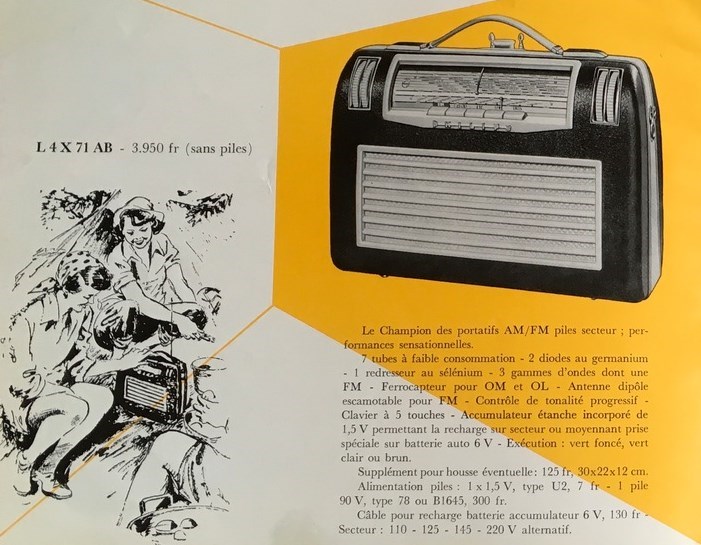 L 4 X 71 AB - 3.950 fr (sans piles)
Le Champion des portatifs AM/FM piles secteur ; per-
formances sensationnelles.
7 tubes à faible consommation - 2 diodes au germanium
- 1 redresseur au sélénium - 3 gammes d'ondes dont une
FM - Ferrocapteur pour OM et OL - Antenne dipôle
escamotable pour FM - Contrôle de tonalité progressif -
Clavier à 5 touches - Accumulateur étanche incorporé de
1,5 V permettant la recharge sur secteur ou moyennant prise
spéciale sur batterie auto 6 V - Exécution : vert foncé, vert
clair ou brun.
Supplément pour housse éventuelle : 125 fr, 30x22x12 cm.
Alimentation piles : 1 x 1,5 V, type U2, 7 fr - 1 pile
90 V, type 78 ou B1645, 300 fr.
Câble pour recharge batterie accumulateur 6 V, 130 fr -
Secteur : 110 - 125 - 145 - 220 V alternatif.